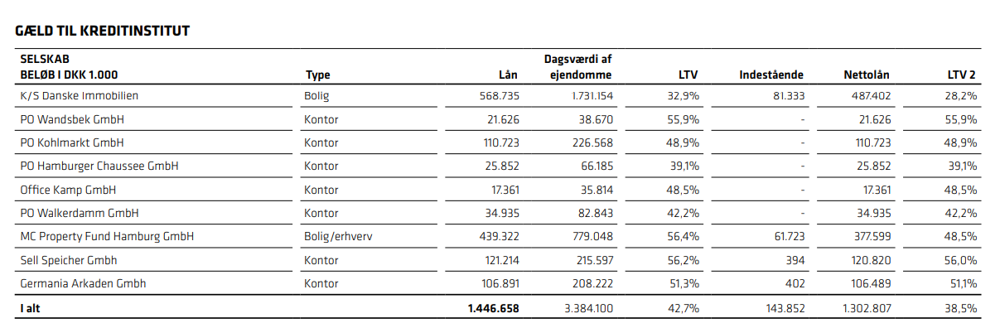 GÆLD TIL KREDITINSTITUT
SELSKAB Dagsværdi af
BELØB I DKK 1.000 Type Lån ejendomme LTV Indestående Nettolån LTV 2
K/S Danske Immobilien Bolig 568.735 1.731.154 32,9% 81.333 487.402 28,2%
PO Wandsbek GmbH Kontor 21.626 38.670 55,9% - 21.626 55,9%
PO Kohlmarkt GmbH Kontor 110.723 226.568 48,9% - 110.723 48,9%
PO Hamburger Chaussee GmbH Kontor 25.852 66.185 39,1% - 25.852 39,1%
Office Kamp GmbH Kontor 17.361 35.814 48,5% - 17.361 48,5%
PO Walkerdamm GmbH Kontor 34.935 82.843 42,2% - 34.935 42,2%
MC Property Fund Hamburg GmbH Bolig/erhverv 439.322 779.048 56,4% 61.723 377.599 48,5%
Sell Speicher Gmbh Kontor 121.214 215.597 56,2% 394 120.820 56,0%
Germania Arkaden Gmbh Kontor 106.891 208.222 51,3% 402 106.489 51,1%
I alt 1.446.658 3.384.100 42,7% 143.852 1.302.807 38,5%